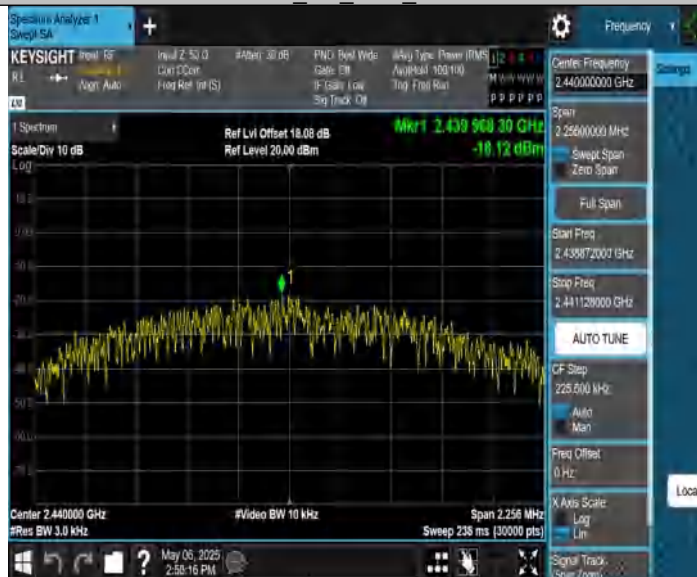 Spectrum Analyzer 1
Swept SA
+
Frequency
KEYSIGHT
Input: RF
Input Z: 50 Ω
#Atten: 30 dB
PNO: Best Wide
Avg Type: Power (RMS)
RL
Align: Auto
Corr CCorr
Freq Ref: Int (S)
Gate: Off
IF Gain: Low
Sig Track: Off
Avg|Hold: 100/100
Trig: Free Run
P P P P P P
1 Spectrum
Scale/Div 10 dB
Log
Ref Lvl Offset 18.08 dB
Ref Level 20.00 dBm
Mkr1 2.439 968 30 GHz
-18.12 dBm
1
Center 2.440000 GHz
#Res BW 3.0 kHz
#Video BW 10 kHz
Span 2.256 MHz
Sweep 238 ms (30000 pts)
Center Frequency
2.440000000 GHz
Settings
Span
2.25600000 MHz
Swept Span
Zero Span
Full Span
Start Freq
2.438872000 GHz
Stop Freq
2.441128000 GHz
AUTO TUNE
CF Step
225.600 kHz
Auto
Man
Freq Offset
0 Hz
X Axis Scale
Log
Lin
Loca
Signal Track
(Span Zoom)
?
May 06, 2025
2:58:16 PM